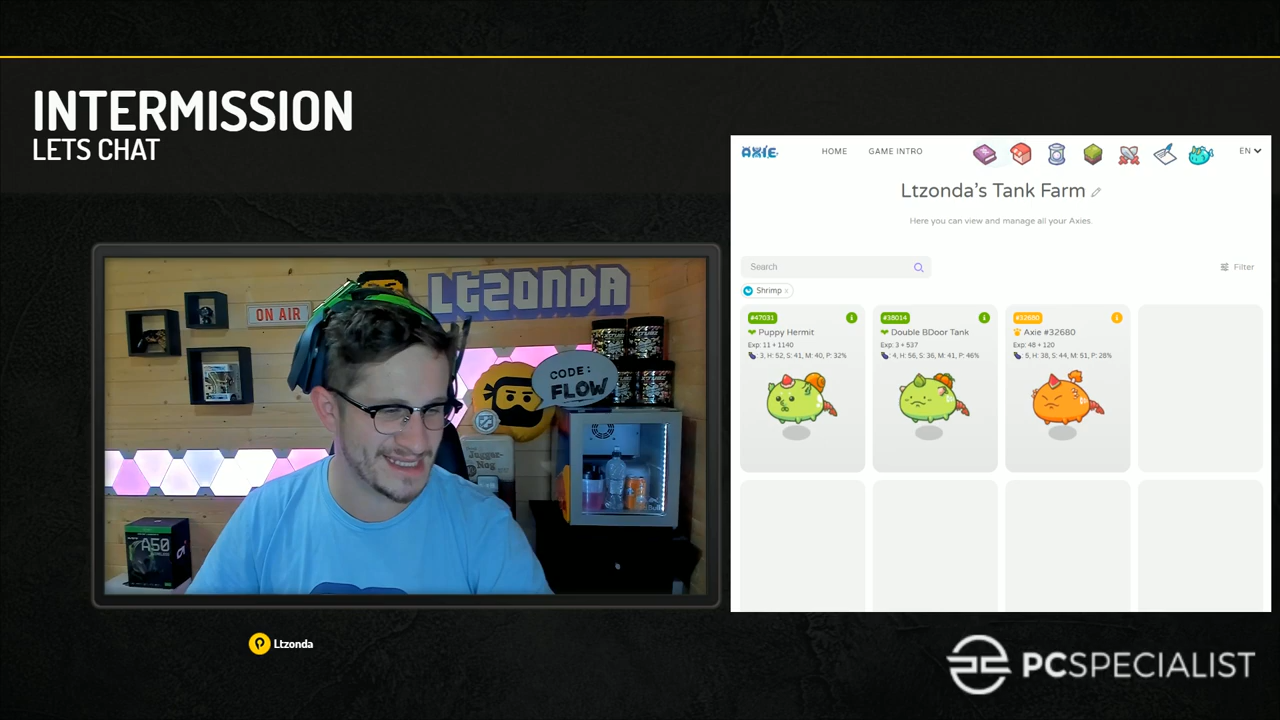 INTERMISSION
LETS CHAT
AXIE
HOME
GAME INTRO
EN
Ltzonda's Tank Farm
Here you can view and manage all your Axies.
Search
Filter
Shrimp x
#47031
Puppy Hermit
Exp: 11 + 1140
3, H: 52, S: 41, M: 40, P: 32%
#38014
Double BDoor Tank
Exp: 3 + 537
4, H: 56, S: 36, M: 41, P: 46%
#32680
Axie #32680
Exp: 48 + 120
5, H: 38, S: 44, M: 51, P: 28%
LTZONDA
ON AIR
CODE:
FLOW
Jugger-
Nog
A50
Ltzonda
PCSPECIALIST